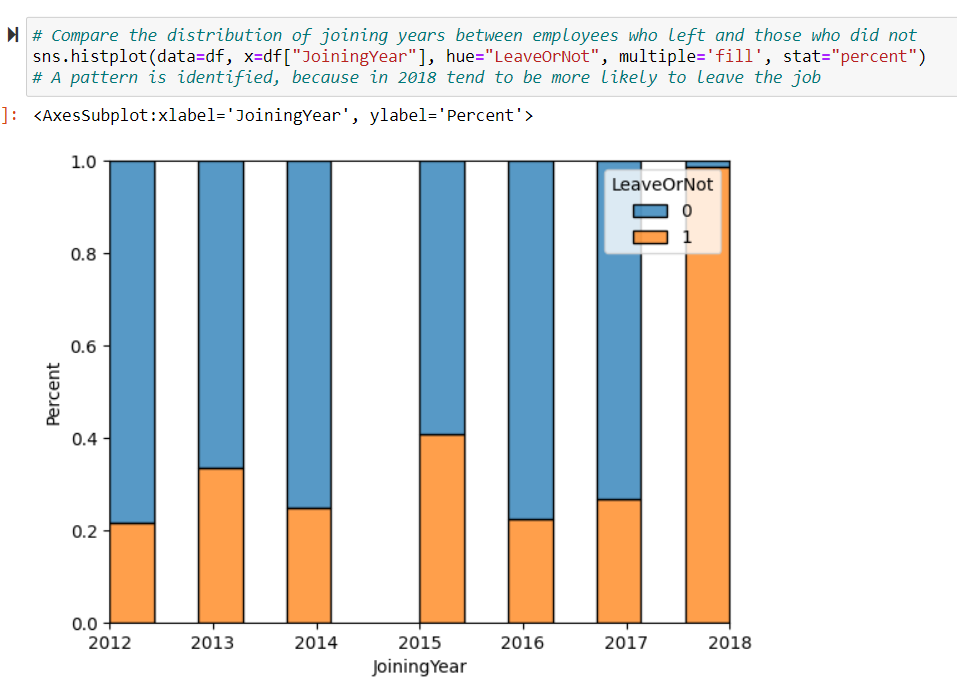 # Compare the distribution of joining years between employees who left and those who did not
sns.histplot(data=df, x=df["JoiningYear"], hue="LeaveOrNot", multiple='fill', stat="percent")
# A pattern is identified, because in 2018 tend to be more likely to leave the job
]: <AxesSubplot:xlabel='JoiningYear', ylabel='Percent'>
1.0
LeaveOrNot
0
1
0.8
0.6
Percent
0.4
0.2
0.0
2012 2013 2014 2015 2016 2017 2018
JoiningYear